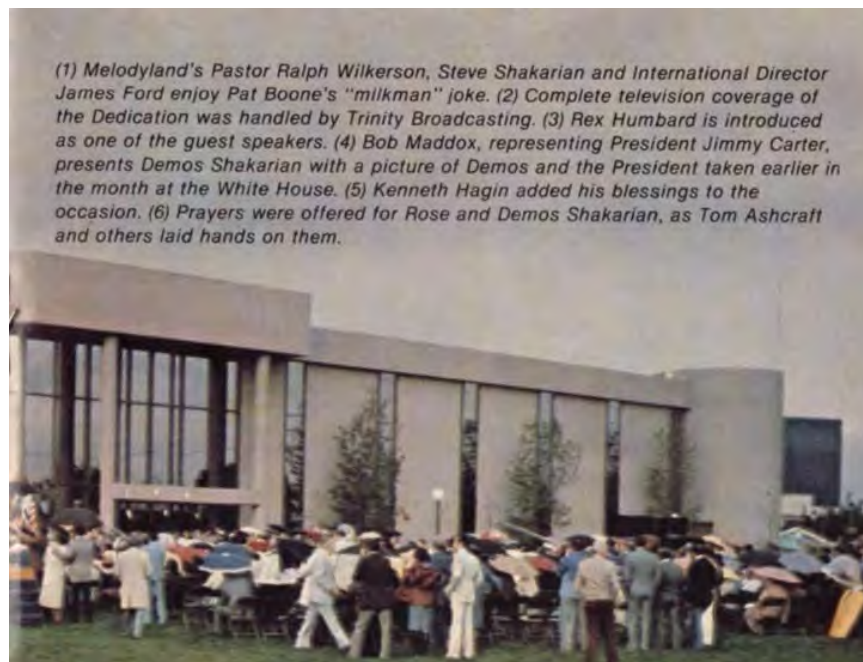 (1) Melodyland's Pastor Ralph Wilkerson, Steve Shakarian and International Director
James Ford enjoy Pat Boone's "milkman" joke. (2) Complete television coverage of
the Dedication was handled by Trinity Broadcasting. (3) Rex Humbard is introduced
as one of the guest speakers. (4) Bob Maddox, representing President Jimmy Carter,
presents Demos Shakarian with a picture of Demos and the President taken earlier in
the month at the White House. (5) Kenneth Hagin added his blessings to the
occasion. (6) Prayers were offered for Rose and Demos Shakarian, as Tom Ashcraft
and others laid hands on them.